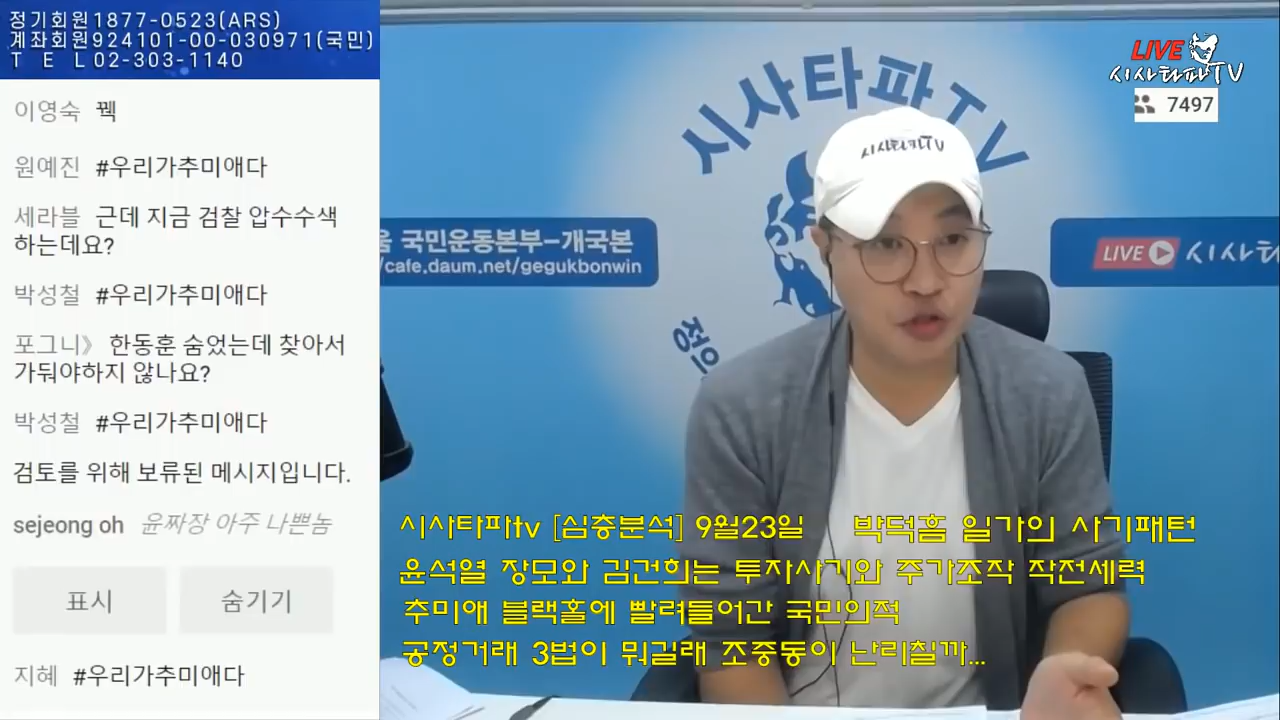 정기회원1877-0523(ARS)
계좌회원924101-00-030971(국민)
T E L 02-303-1140
이영숙 꿱
원예진 #우리가추미애다
세라블 근데 지금 검찰 압수수색
하는데요?
박성철 #우리가추미애다
포그니》 한동훈 숨었는데 찾아서
가둬야하지 않나요?
박성철 #우리가추미애다
검토를 위해 보류된 메시지입니다.
sejeong oh 윤짜장 아주 나쁜놈
표시 숨기기
지혜 #우리가추미애다
LIVE
시사타파TV
7497
시사타파TV
시사타파TV
국민운동본부-개국본
/cafe.daum.net/gegukbonwin
LIVE 시사타
정의
시사타파tv [심층분석] 9월23일 박덕흠 일가의 사기패턴
윤석열 장모와 김건희는 투자사기와 주가조작 작전세력
추미애 블랙홀에 빨려들어간 국민의적
공정거래 3법이 뭐길래 조중동이 난리칠까...